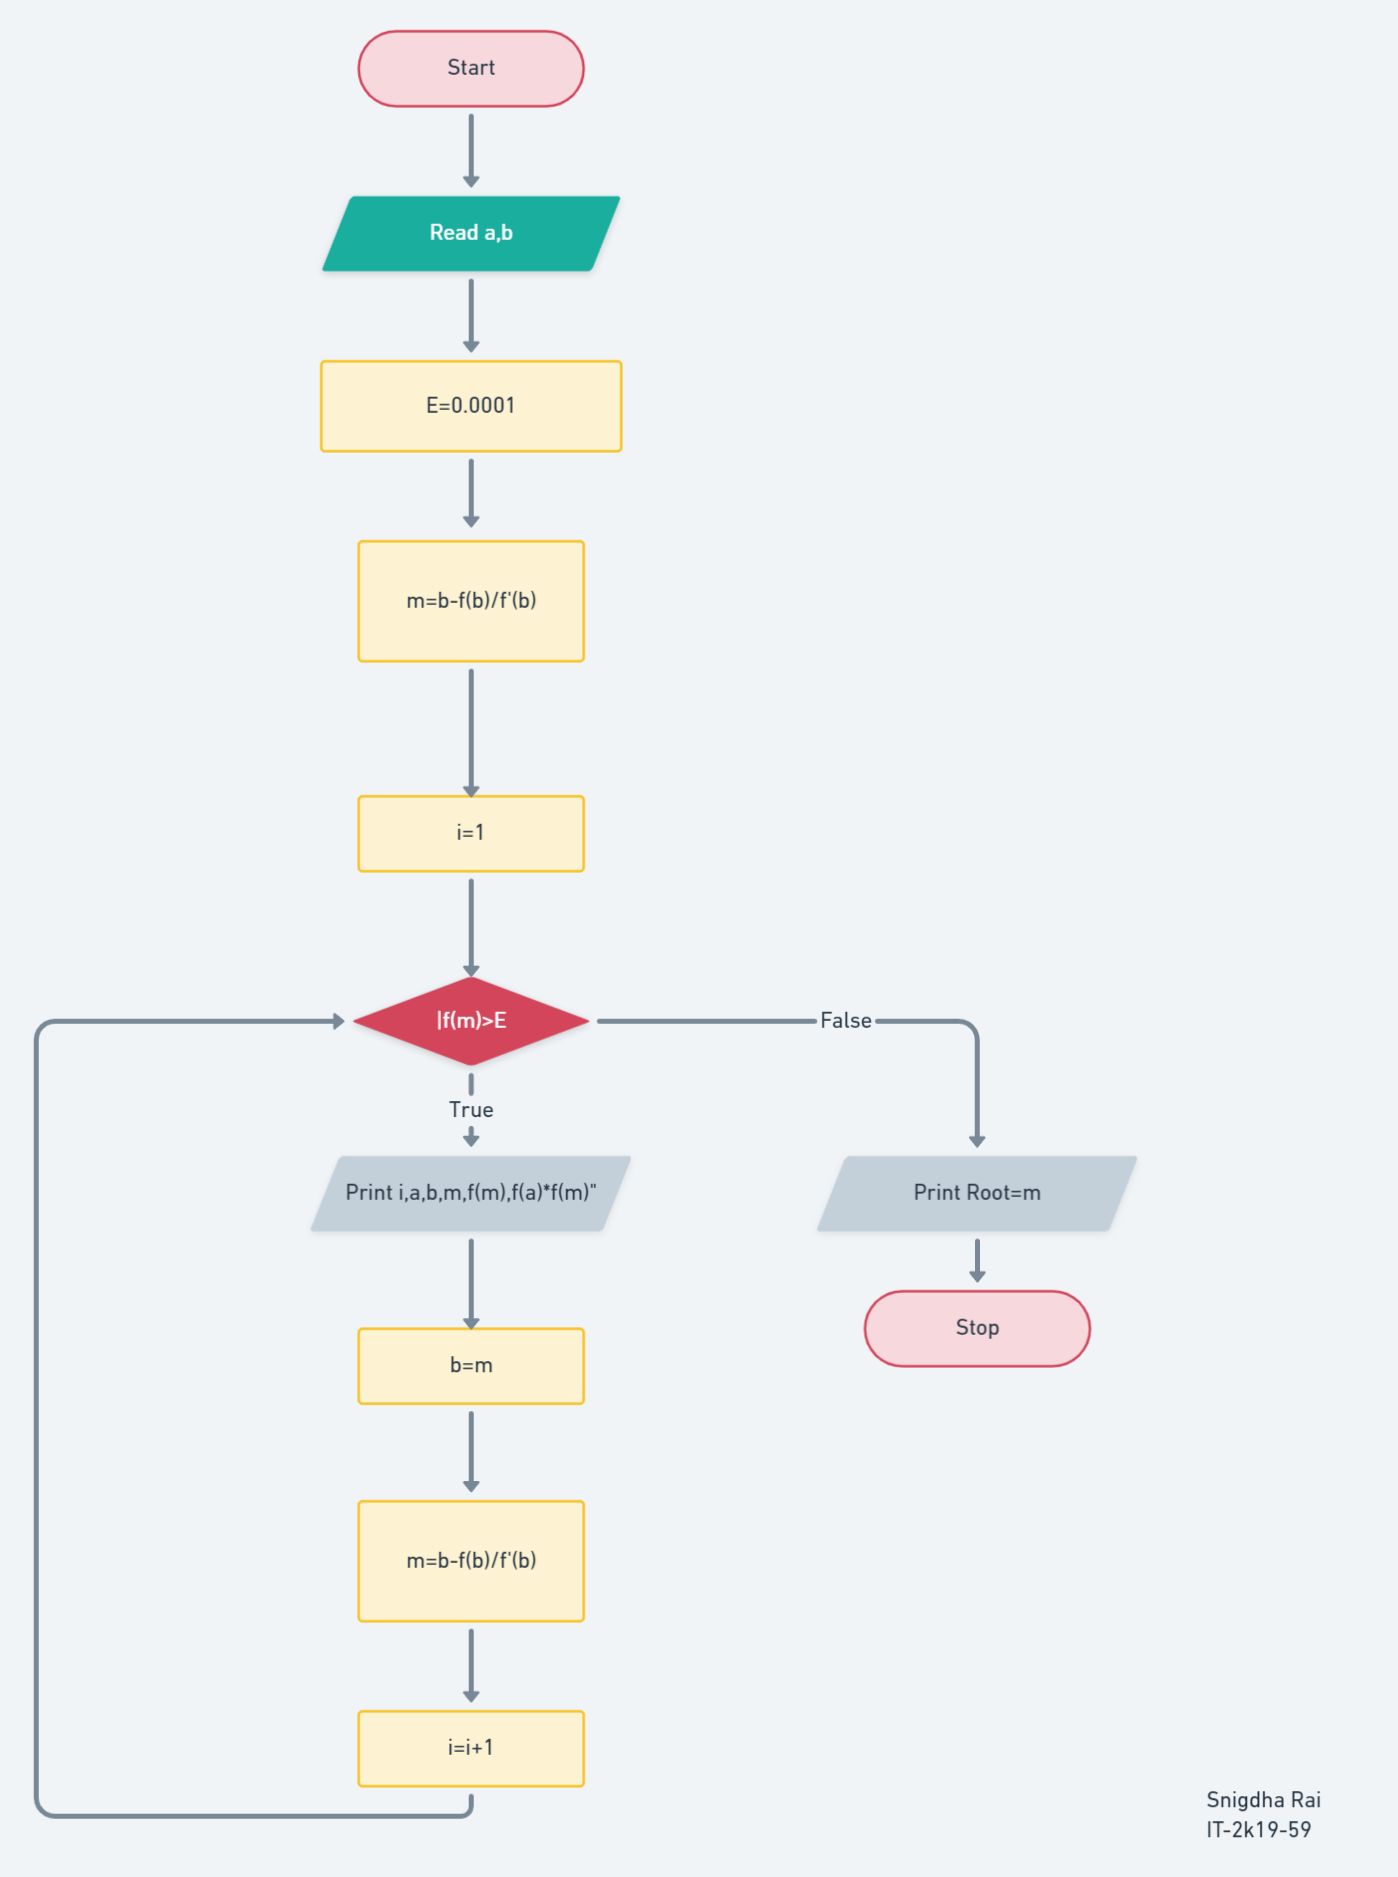 Start
Read a,b
E=0.0001
m=b-f(b)/f'(b)
i=1
|f(m)>E
False
True
Print i,a,b,m,f(m),f(a)*f(m)"
Print Root=m
Stop
b=m
m=b-f(b)/f'(b)
i=i+1
Snigdha Rai
IT-2k19-59